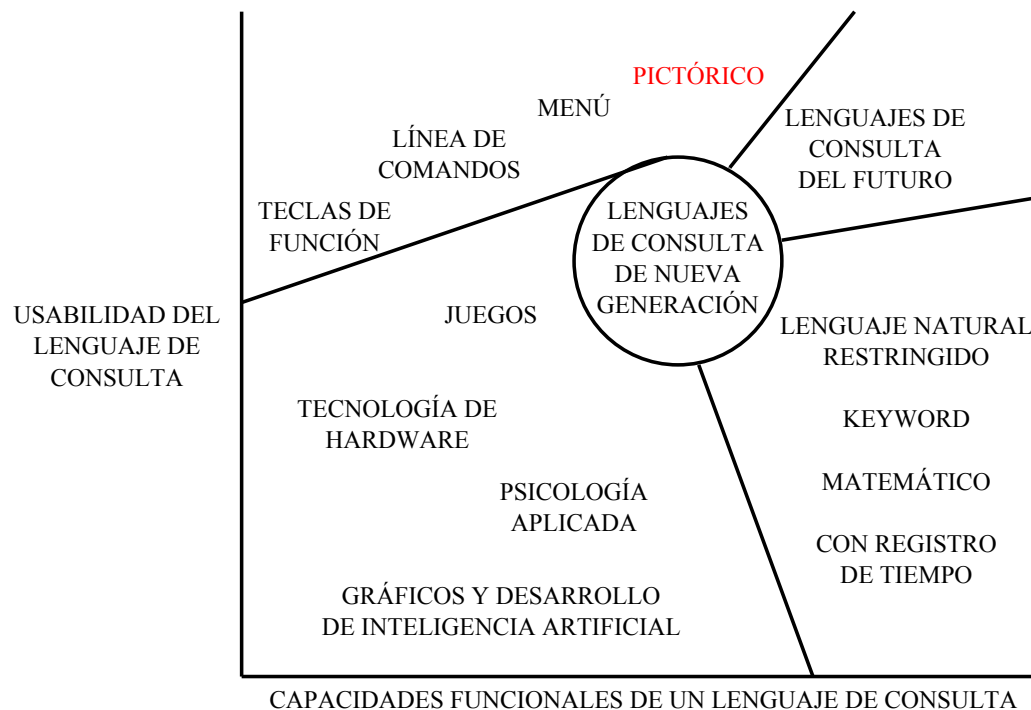 PICTÓRICO
MENÚ
LÍNEA DE
COMANDOS
TECLAS DE
FUNCIÓN
LENGUAJES DE
CONSULTA
DEL FUTURO
LENGUAJES
DE CONSULTA
DE NUEVA
GENERACIÓN
USABILIDAD DEL
LENGUAJE DE
CONSULTA
JUEGOS
TECNOLOGÍA DE
HARDWARE
PSICOLOGÍA
APLICADA
GRÁFICOS Y DESARROLLO
DE INTELIGENCIA ARTIFICIAL
LENGUAJE NATURAL
RESTRINGIDO
KEYWORD
MATEMÁTICO
CON REGISTRO
DE TIEMPO
CAPACIDADES FUNCIONALES DE UN LENGUAJE DE CONSULTA